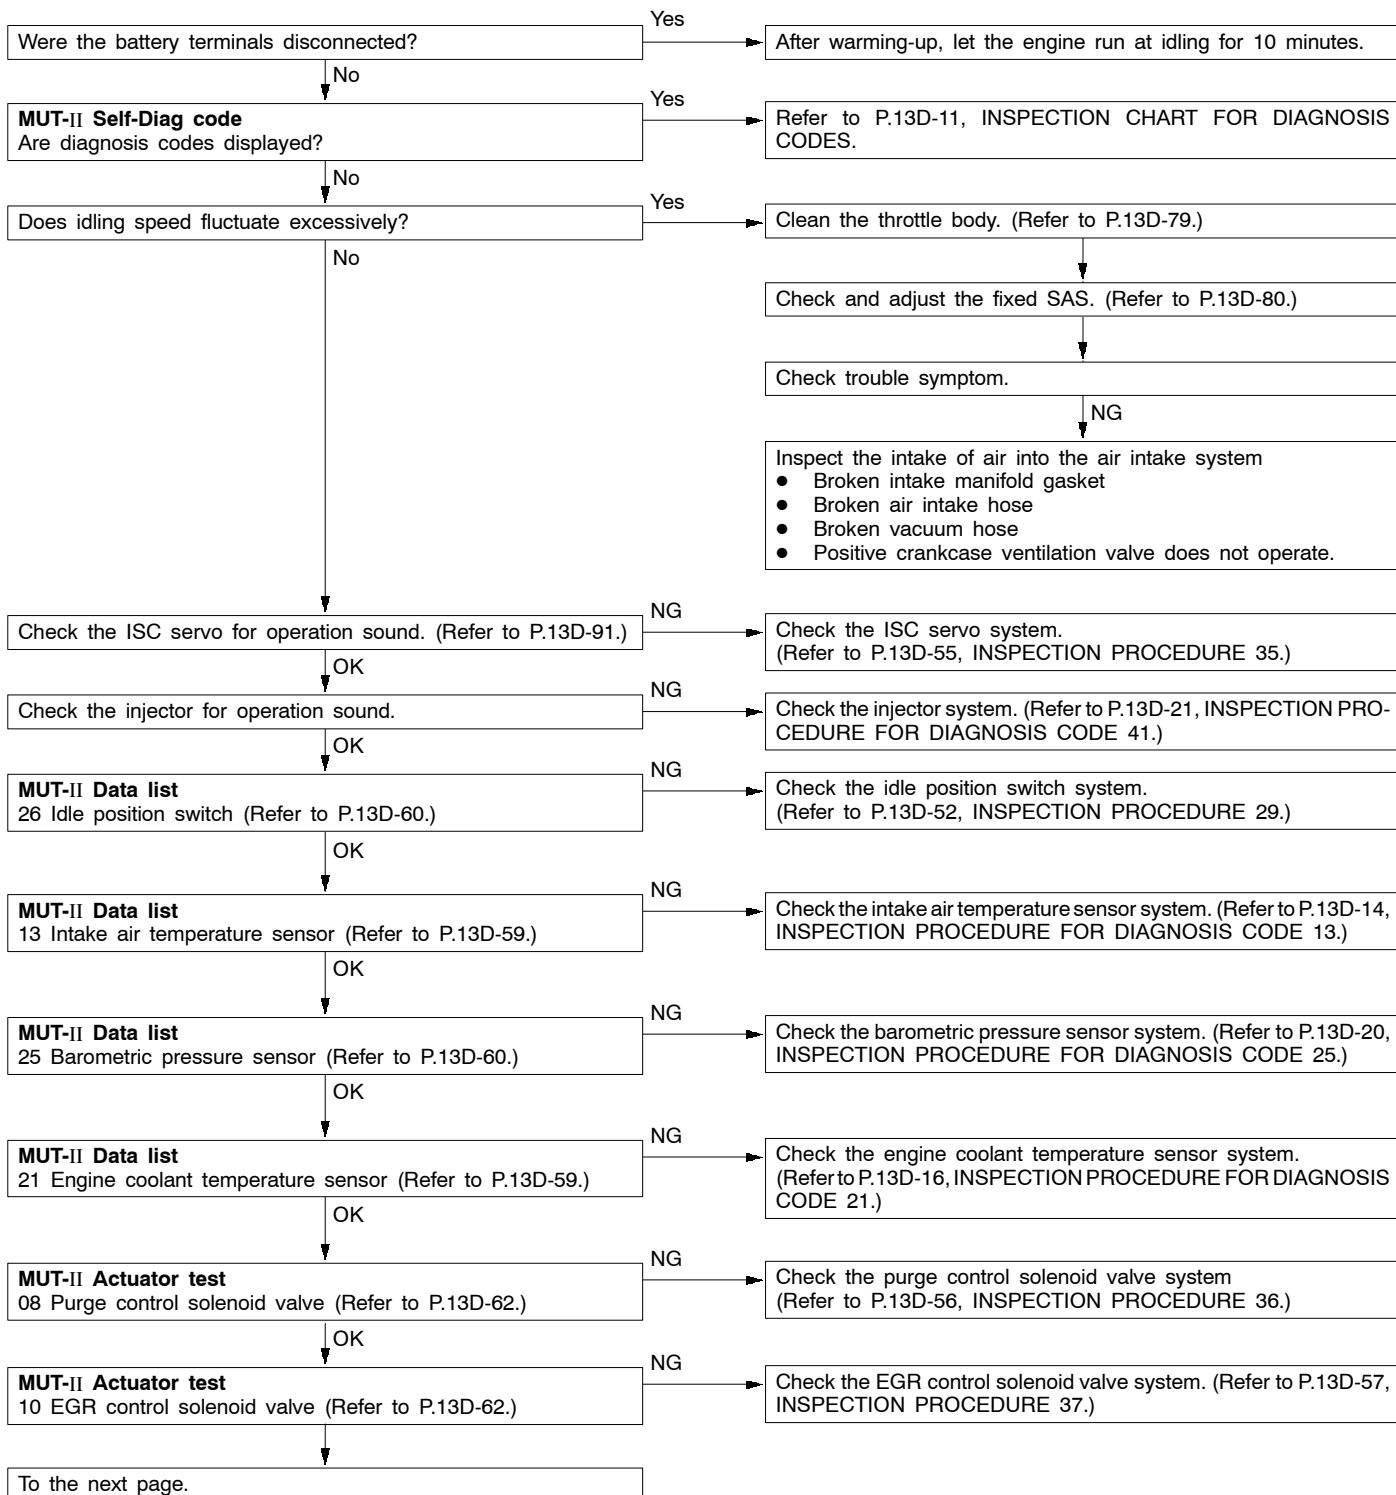 Were the battery terminals disconnected?
Yes
After warming-up, let the engine run at idling for 10 minutes.
No
MUT-II Self-Diag code
Are diagnosis codes displayed?
Yes
Refer to P.13D-11, INSPECTION CHART FOR DIAGNOSIS
CODES.
No
Does idling speed fluctuate excessively?
Yes
Clean the throttle body. (Refer to P.13D-79.)
No
Check and adjust the fixed SAS. (Refer to P.13D-80.)
Check trouble symptom.
NG
Inspect the intake of air into the air intake system
● Broken intake manifold gasket
● Broken air intake hose
● Broken vacuum hose
● Positive crankcase ventilation valve does not operate.
Check the ISC servo for operation sound. (Refer to P.13D-91.)
NG
Check the ISC servo system.
(Refer to P.13D-55, INSPECTION PROCEDURE 35.)
OK
Check the injector for operation sound.
NG
Check the injector system. (Refer to P.13D-21, INSPECTION PRO-
CEDURE FOR DIAGNOSIS CODE 41.)
OK
MUT-II Data list
26 Idle position switch (Refer to P.13D-60.)
NG
Check the idle position switch system.
(Refer to P.13D-52, INSPECTION PROCEDURE 29.)
OK
MUT-II Data list
13 Intake air temperature sensor (Refer to P.13D-59.)
NG
Check the intake air temperature sensor system. (Refer to P.13D-14,
INSPECTION PROCEDURE FOR DIAGNOSIS CODE 13.)
OK
MUT-II Data list
25 Barometric pressure sensor (Refer to P.13D-60.)
NG
Check the barometric pressure sensor system. (Refer to P.13D-20,
INSPECTION PROCEDURE FOR DIAGNOSIS CODE 25.)
OK
MUT-II Data list
21 Engine coolant temperature sensor (Refer to P.13D-59.)
NG
Check the engine coolant temperature sensor system.
(Refer to P.13D-16, INSPECTION PROCEDURE FOR DIAGNOSIS
CODE 21.)
OK
MUT-II Actuator test
08 Purge control solenoid valve (Refer to P.13D-62.)
NG
Check the purge control solenoid valve system
(Refer to P.13D-56, INSPECTION PROCEDURE 36.)
OK
MUT-II Actuator test
10 EGR control solenoid valve (Refer to P.13D-62.)
NG
Check the EGR control solenoid valve system. (Refer to P.13D-57,
INSPECTION PROCEDURE 37.)
To the next page.